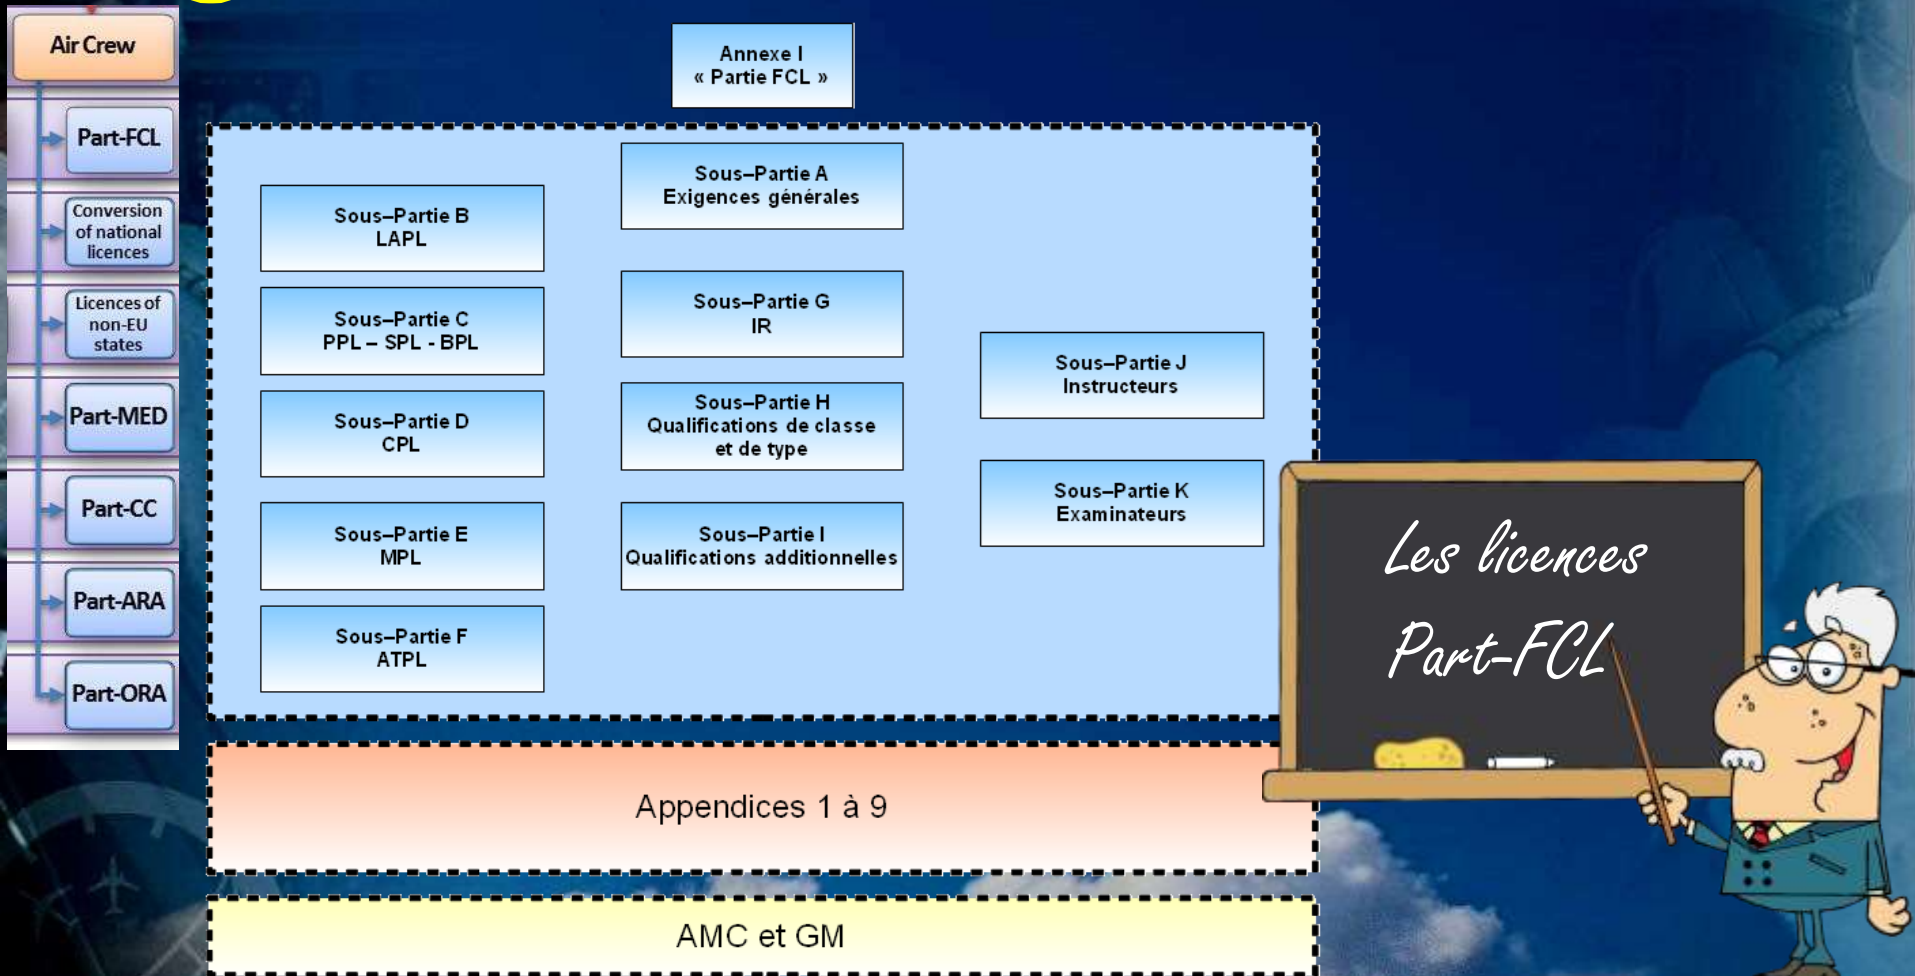 Air Crew
Part-FCL
Conversion
of national
licences
Licences of
non-EU
states
Part-MED
Part-CC
Part-ARA
Part-ORA
Annexe I
« Partie FCL »
Sous–Partie A
Exigences générales
Sous–Partie B
LAPL
Sous–Partie C
PPL – SPL - BPL
Sous–Partie D
CPL
Sous–Partie E
MPL
Sous–Partie F
ATPL
Sous–Partie G
IR
Sous–Partie H
Qualifications de classe
et de type
Sous–Partie I
Qualifications additionnelles
Sous–Partie J
Instructeurs
Sous–Partie K
Examinateurs
Les licences
Part-FCL
Appendices 1 à 9
AMC et GM